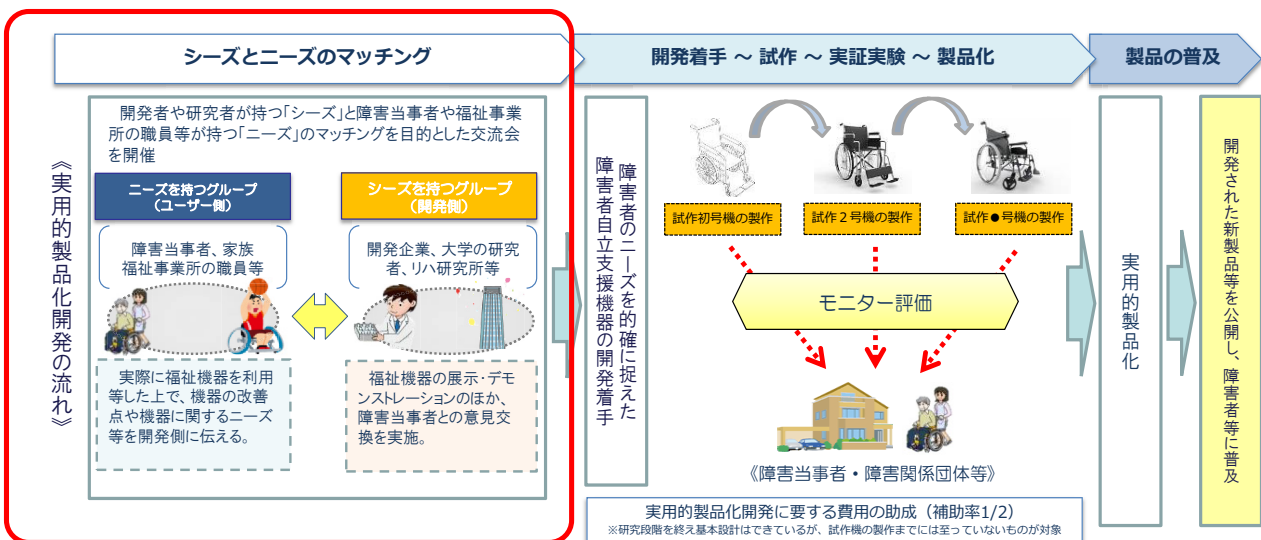 シーズとニーズのマッチング
開発着手 ～ 試作 ～ 実証実験 ～ 製品化
製品の普及
《実用的製品化開発の流れ》
開発者や研究者が持つ「シーズ」と障害当事者や福祉事業
所の職員等が持つ「ニーズ」のマッチングを目的とした交流会
を開催
ニーズを持つグループ
（ユーザー側）
シーズを持つグループ
（開発側）
障害当事者、家族
福祉事業所の職員等
開発企業、大学の研究
者、リハ研究所等
実際に福祉機器を利用
等した上で、機器の改善
点や機器に関するニーズ
等を開発側に伝える。
福祉機器の展示･デモ
ンストレーションのほか、
障害当事者との意見交
換を実施。
障害者のニーズを的確に捉えた
障害者自立支援機器の開発着手
試作初号機の製作
試作２号機の製作
試作●号機の製作
モニター評価
《障害当事者・障害関係団体等》
実用的製品化開発に要する費用の助成（補助率1/2）
※研究段階を終え基本設計はできているが、試作機の製作までには至っていないものが対象
実用的製品化
開発された新製品等を公開し、障害者等に普及